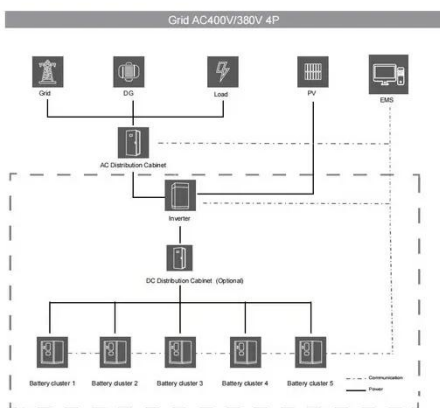 Grid AC400V/380V 4P
Grid
DG
Load
PV
EMS
AC Distribution Cabinet
Inverter
DC Distribution Cabinet (Optional)
Battery cluster 1
Battery cluster 2
Battery cluster 3
Battery cluster 4
Battery cluster 5
Communication
Power